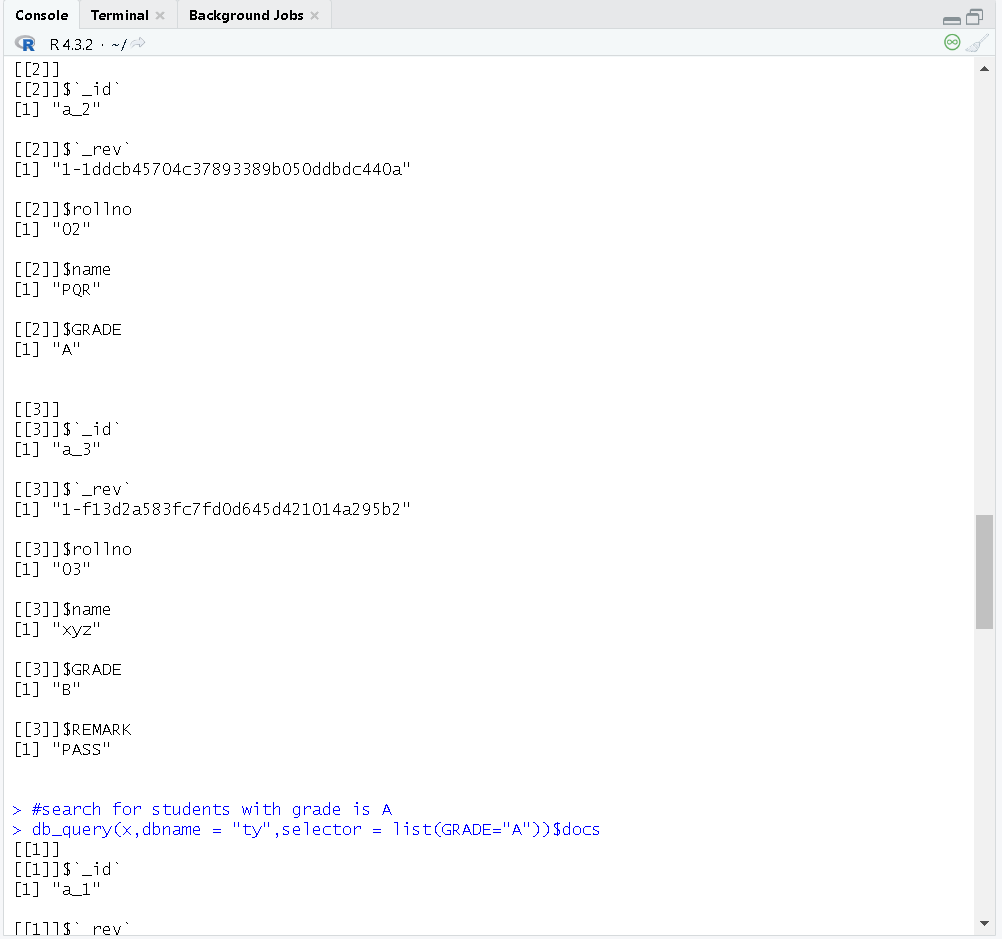 Console Terminal Background Jobs
R 4.3.2 · ~/
[[2]]
[[2]]$`_id`
[1] "a_2"
[[2]]$`_rev`
[1] "1-1ddcb45704c37893389b050ddbdc440a"
[[2]]$rollno
[1] "02"
[[2]]$name
[1] "PQR"
[[2]]$GRADE
[1] "A"
[[3]]
[[3]]$`_id`
[1] "a_3"
[[3]]$`_rev`
[1] "1-f13d2a583fc7fd0d645d421014a295b2"
[[3]]$rollno
[1] "03"
[[3]]$name
[1] "xyz"
[[3]]$GRADE
[1] "B"
[[3]]$REMARK
[1] "PASS"
> #search for students with grade is A
> db_query(x,dbname = "ty",selector = list(GRADE="A"))$docs
[[1]]
[[1]]$`_id`
[1] "a_1"
[[1]]$`_rev`